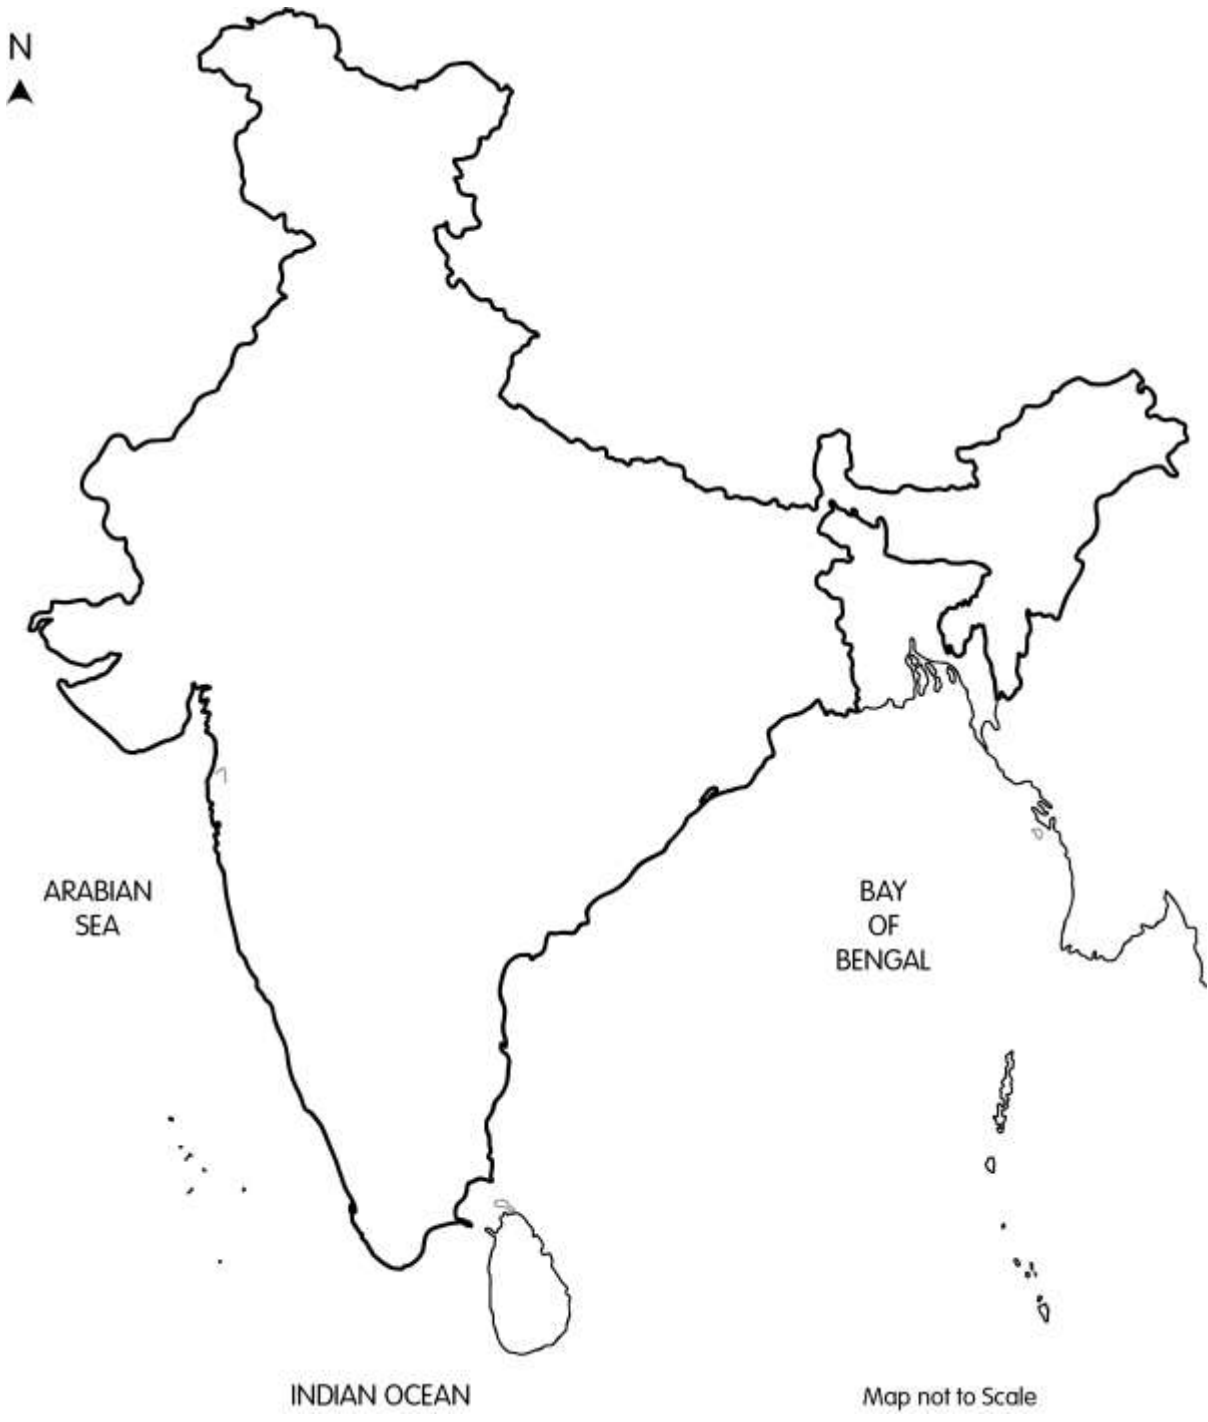 N
ARABIAN
SEA
BAY
OF
BENGAL
INDIAN OCEAN
Map not to Scale